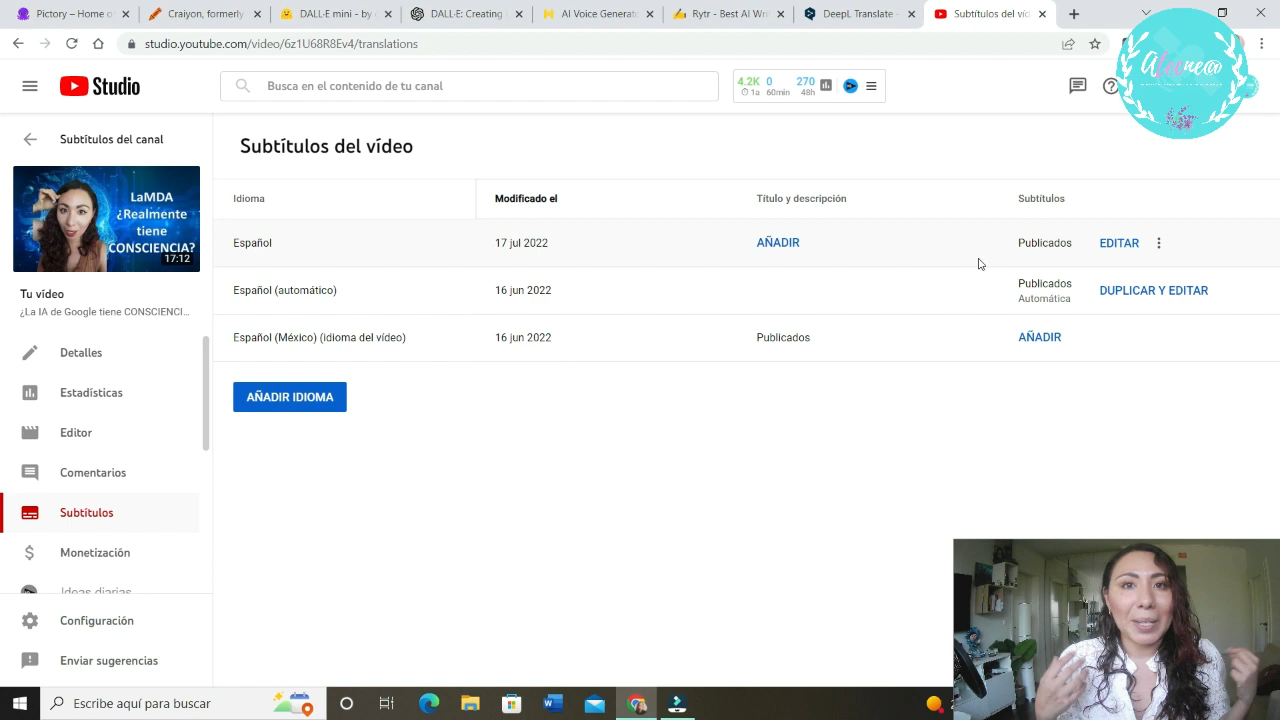 Crayion, formerly
DALL·E mini - by
DALL·E: Creating
AI Voice Generato
Rytr - Best AI Wri
DeepL Translate -
Subtítulos del víd
studio.youtube.com/video/6z1U68R8Ev4/translations
Studio
Busca en el contenido de tu canal
4.2K 0 270
1a 60min 48h
Subtítulos del canal
LaMDA
¿Realmente
tiene
CONSCIENCIA?
17:12
Tu vídeo
¿La IA de Google tiene CONSCIENCI...
Detalles
Estadísticas
Editor
Comentarios
Subtítulos
Monetización
Ideas diarias
Configuración
Enviar sugerencias
Subtítulos del vídeo
Idioma Modificado el Título y descripción Subtítulos
Español 17 jul 2022 AÑADIR Publicados EDITAR
Español (automático) 16 jun 2022 Publicados DUPLICAR Y EDITAR
Automática
Español (México) (idioma del vídeo) 16 jun 2022 Publicados AÑADIR
AÑADIR IDIOMA
Escribe aquí para buscar